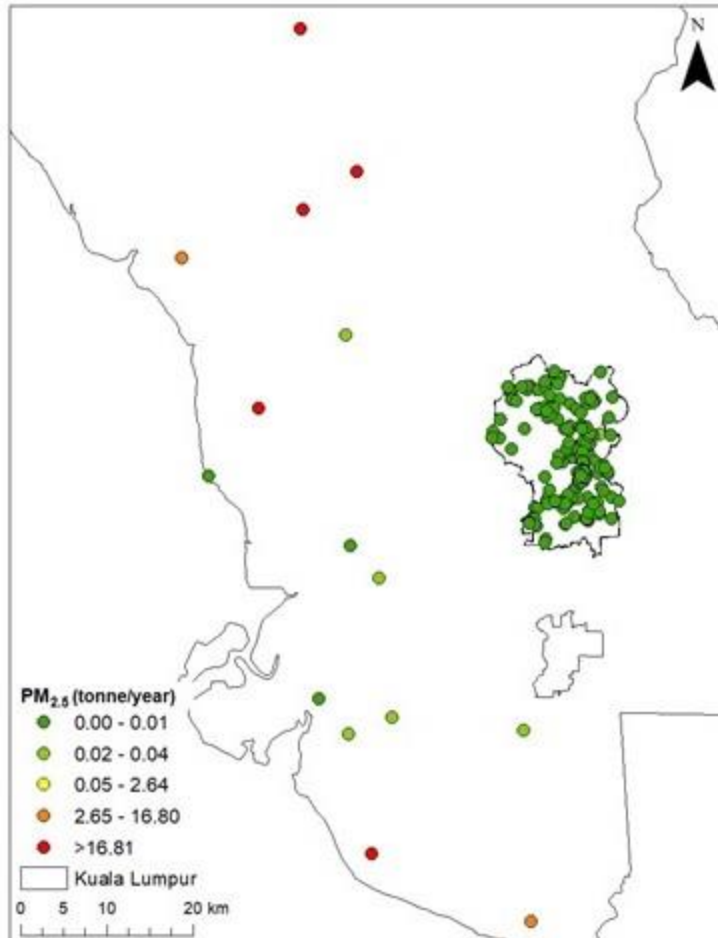 N
PM2.5 (tonne/year)
0.00 - 0.01
0.02 - 0.04
0.05 - 2.64
2.65 - 16.80
>16.81
Kuala Lumpur
0 5 10 20 km